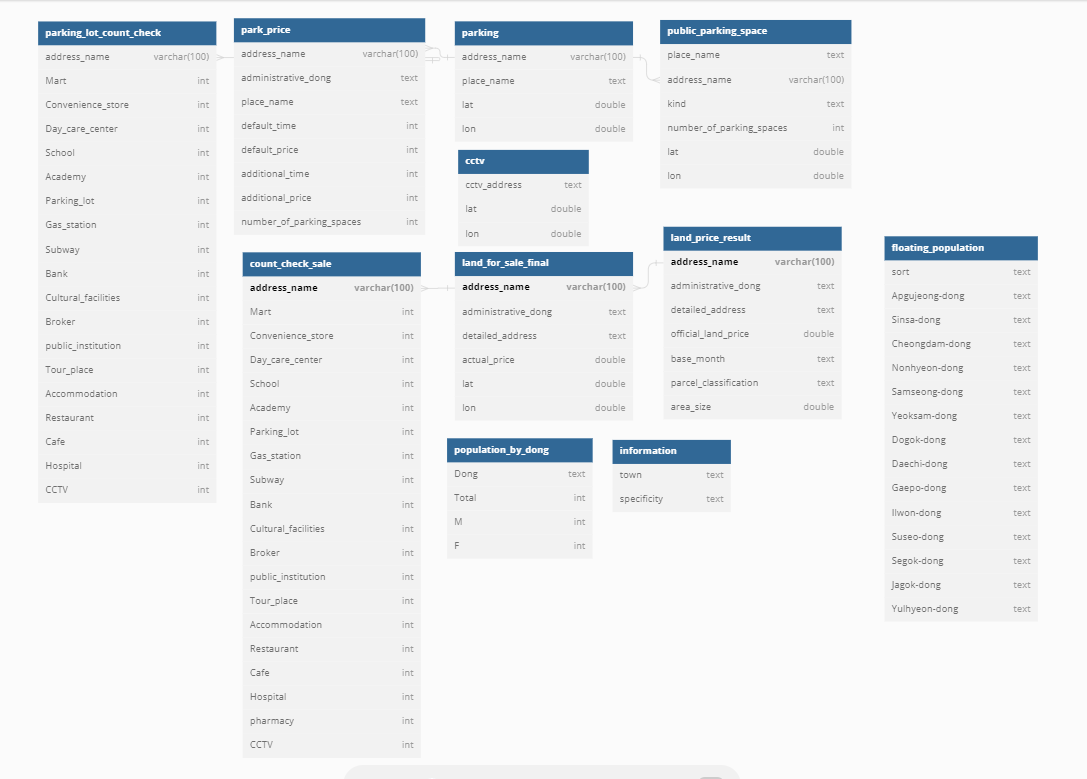 parking_lot_count_check
address_name varchar(100)
Mart int
Convenience_store int
Day_care_center int
School int
Academy int
Parking_lot int
Gas_station int
Subway int
Bank int
Cultural_facilities int
Broker int
public_institution int
Tour_place int
Accommodation int
Restaurant int
Cafe int
Hospital int
CCTV int
park_price
address_name varchar(100)
administrative_dong text
place_name text
default_time int
default_price int
additional_time int
additional_price int
number_of_parking_spaces int
parking
address_name varchar(100)
place_name text
lat double
lon double
public_parking_space
place_name text
address_name varchar(100)
kind text
number_of_parking_spaces int
lat double
lon double
cctv
cctv_address text
lat double
lon double
count_check_sale
address_name varchar(100)
Mart int
Convenience_store int
Day_care_center int
School int
Academy int
Parking_lot int
Gas_station int
Subway int
Bank int
Cultural_facilities int
Broker int
public_institution int
Tour_place int
Accommodation int
Restaurant int
Cafe int
Hospital int
pharmacy int
CCTV int
land_for_sale_final
address_name varchar(100)
administrative_dong text
detailed_address text
actual_price double
lat double
lon double
land_price_result
address_name varchar(100)
administrative_dong text
detailed_address text
official_land_price double
base_month text
parcel_classification text
area_size double
population_by_dong
Dong text
Total int
M int
F int
information
town text
specificity text
floating_population
sort text
Apgujeong-dong text
Sinsa-dong text
Cheongdam-dong text
Nonhyeon-dong text
Samseong-dong text
Yeoksam-dong text
Dogok-dong text
Daechi-dong text
Gaepo-dong text
Ilwon-dong text
Suseo-dong text
Segok-dong text
Jagok-dong text
Yulhyeon-dong text